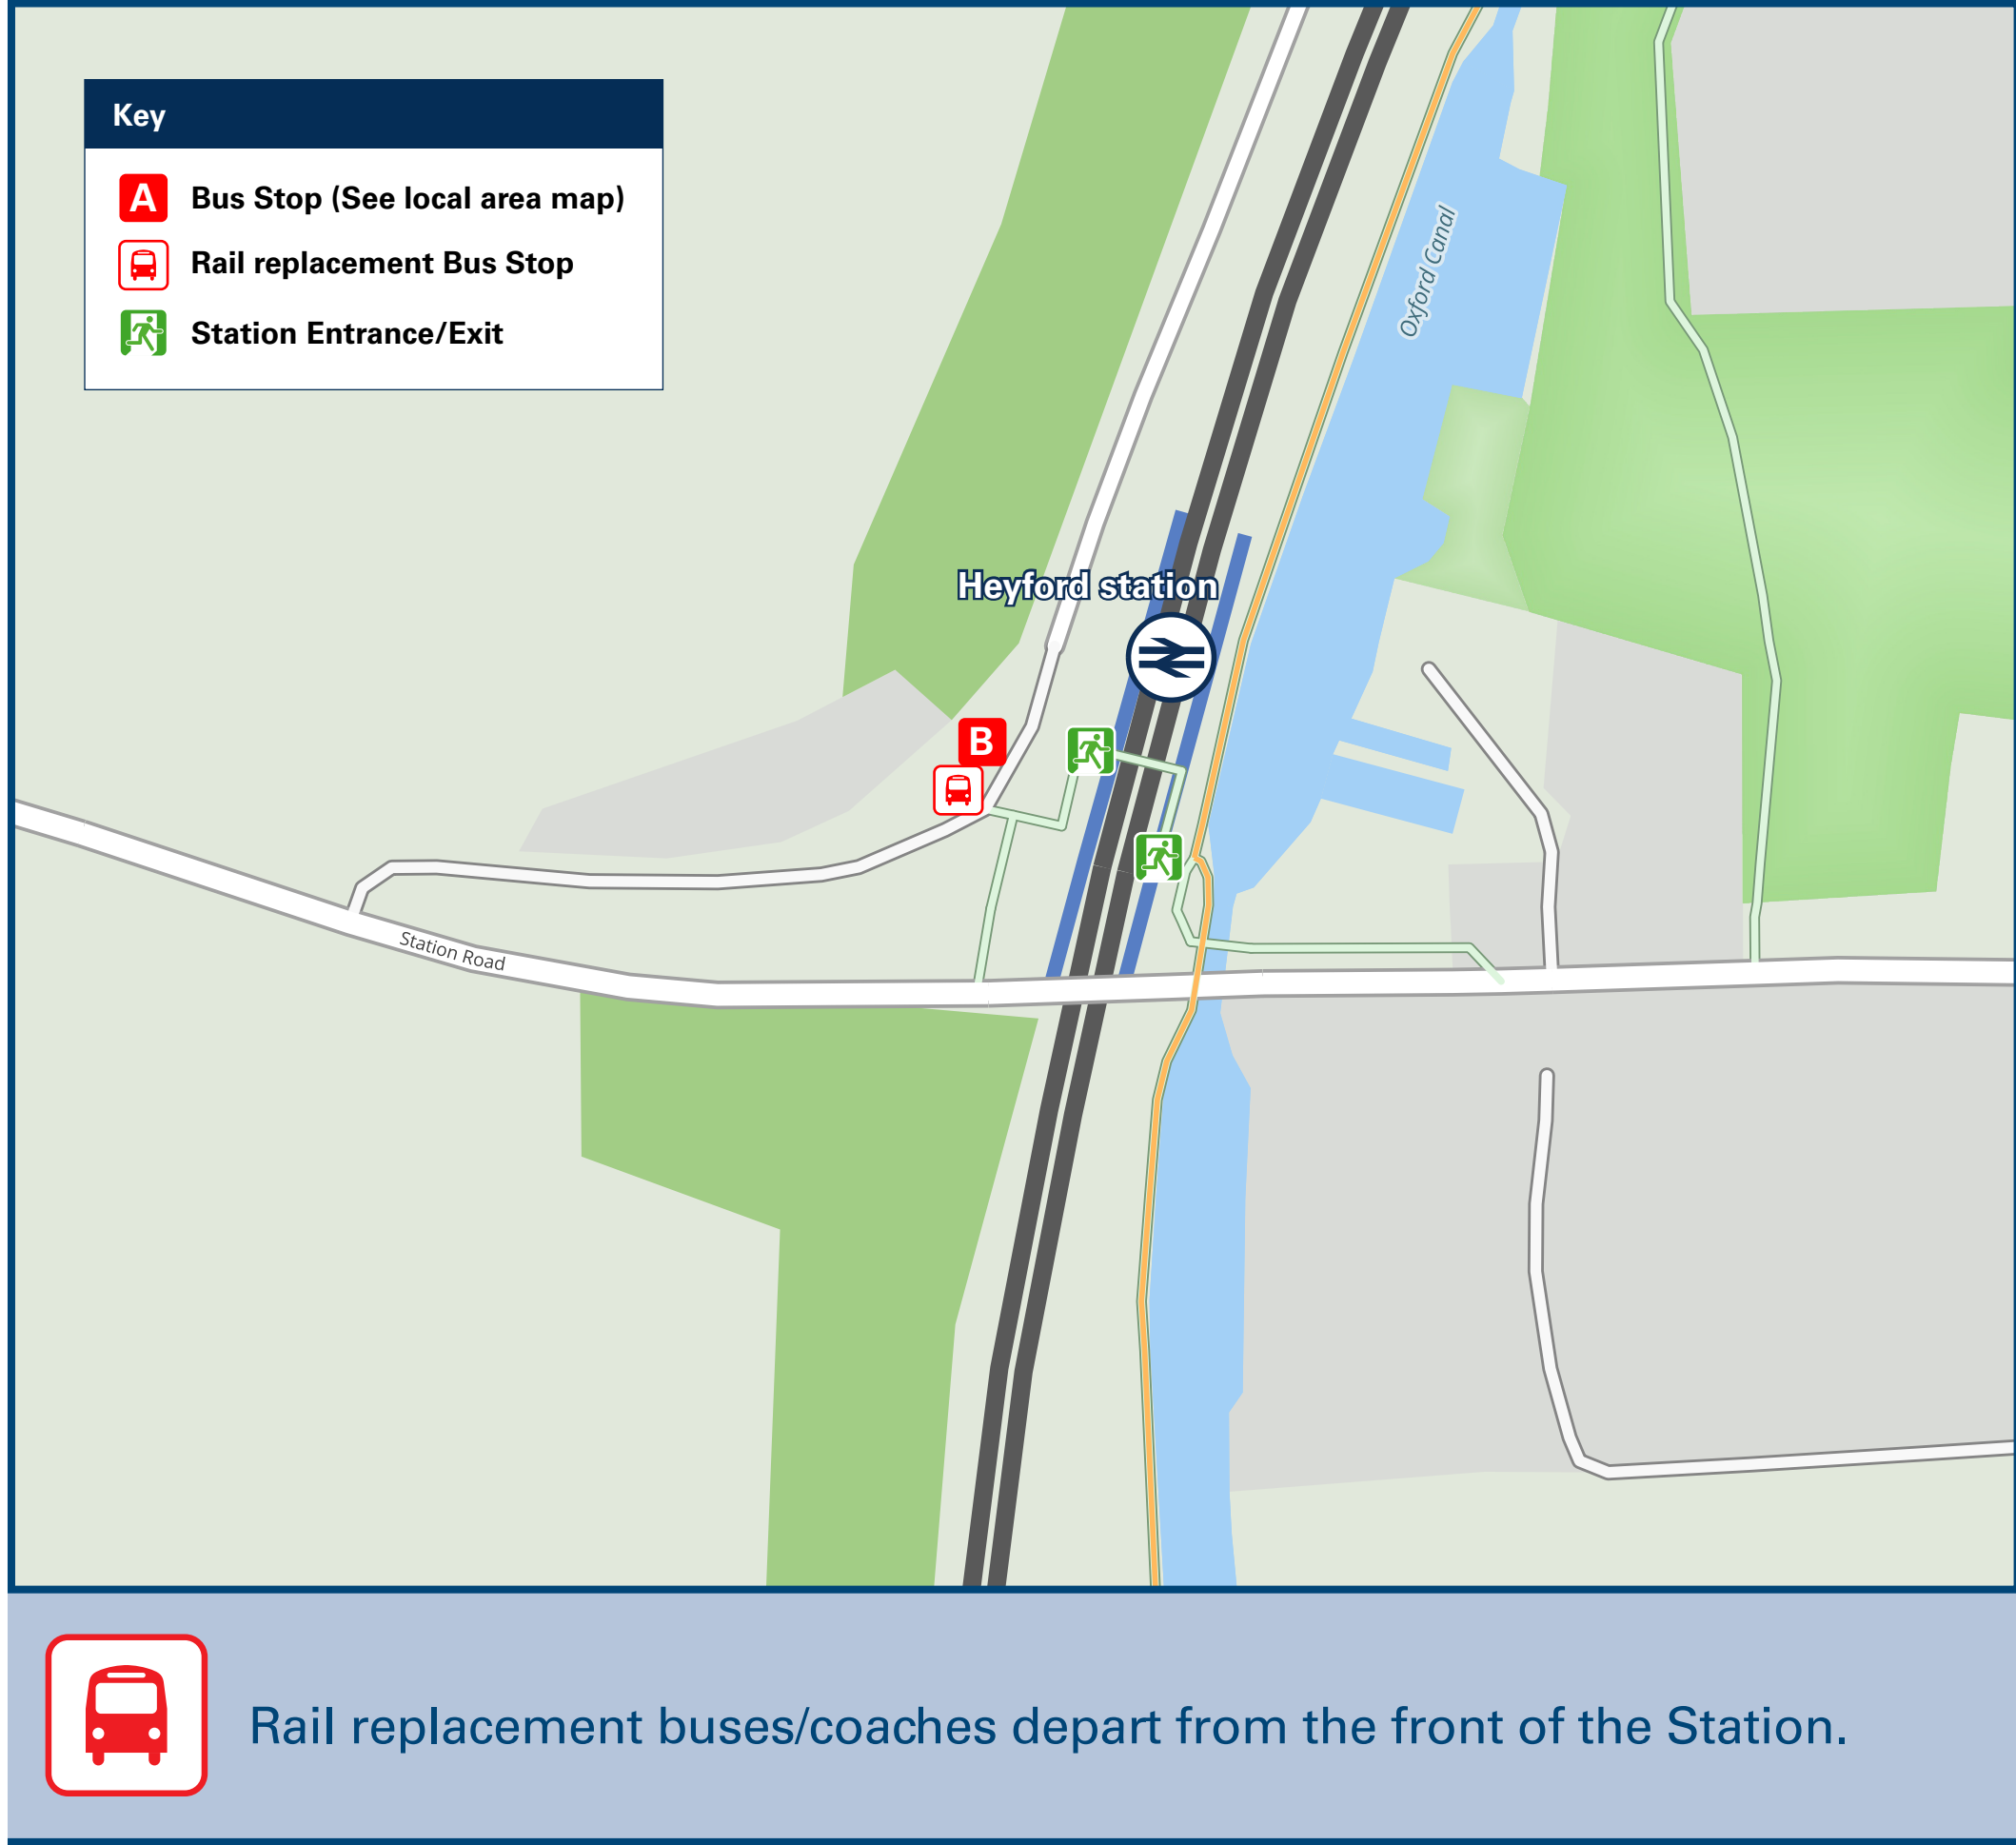 Key
A
Bus Stop (See local area map)
Rail replacement Bus Stop
Station Entrance/Exit
Oxford Canal
Heyford station
B
Station Road
Rail replacement buses/coaches depart from the front of the Station.